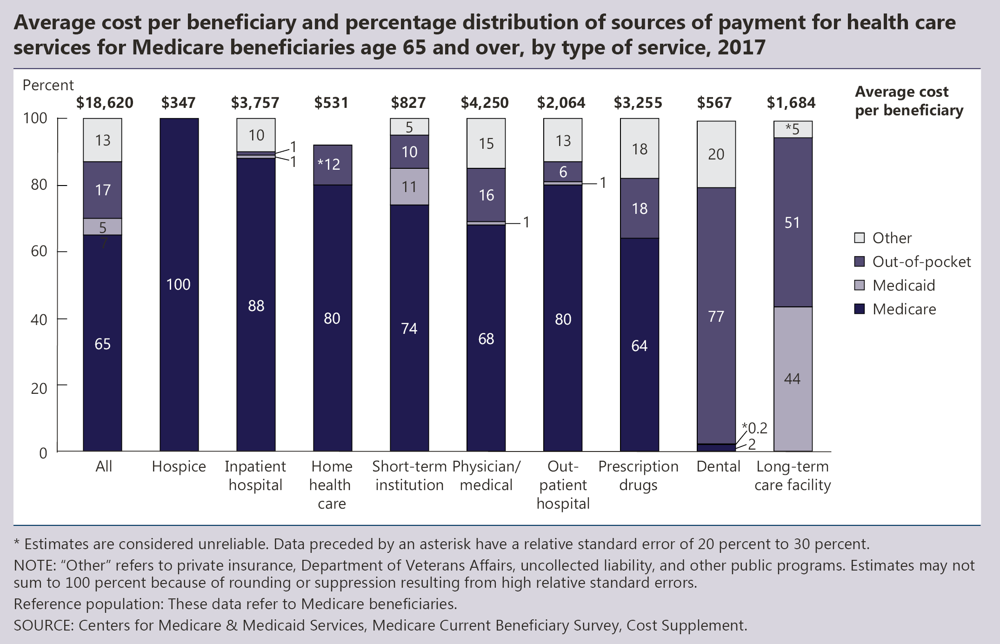 Average cost per beneficiary and percentage distribution of sources of payment for health care
services for Medicare beneficiaries age 65 and over, by type of service, 2017
Percent
$18,620 $347 $3,757 $531 $827 $4,250 $2,064 $3,255 $567 $1,684
Average cost
per beneficiary
100
80
60
40
20
0
13
17
5
7
65
100
10
1
1
88
*12
80
5
10
11
74
15
16
1
68
13
6
1
80
18
18
64
20
77
*0.2
2
*5
51
44
Other
Out-of-pocket
Medicaid
Medicare
All
Hospice
Inpatient
hospital
Home
health
care
Short-term
institution
Physician/
medical
Out-
patient
hospital
Prescription
drugs
Dental
Long-term
care facility
* Estimates are considered unreliable. Data preceded by an asterisk have a relative standard error of 20 percent to 30 percent.
NOTE: “Other” refers to private insurance, Department of Veterans Affairs, uncollected liability, and other public programs. Estimates may not
sum to 100 percent because of rounding or suppression resulting from high relative standard errors.
Reference population: These data refer to Medicare beneficiaries.
SOURCE: Centers for Medicare & Medicaid Services, Medicare Current Beneficiary Survey, Cost Supplement.